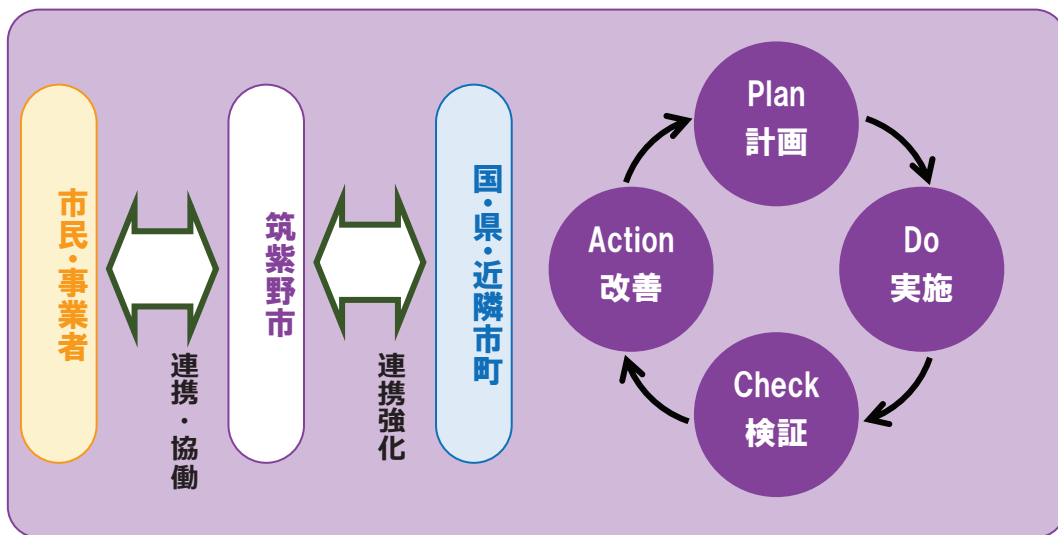 市民・事業者
連携・協働
筑紫野市
連携強化
国・県・近隣市町
Plan
計画
Do
実施
Check
検証
Action
改善